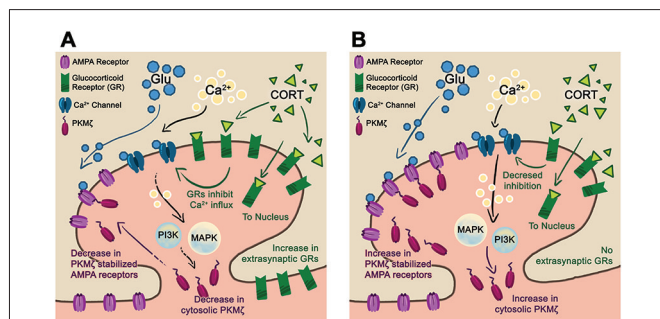 A
AMPA Receptor
Glucocorticoid
Receptor (GR)
Ca²⁺ Channel
PKMζ
Glu
Ca²⁺
CORT
GRs inhibit
Ca²⁺ influx
To Nucleus
PI3K
MAPK
Decrease in
PKMζ stabilized
AMPA receptors
Increase in
extrasynaptic GRs
Decrease in
cytosolic PKMζ
B
AMPA Receptor
Glucocorticoid
Receptor (GR)
Ca²⁺ Channel
PKMζ
Glu
Ca²⁺
CORT
Decresed
inhibition
To Nucleus
MAPK
PI3K
Increase in
PKMζ stabilized
AMPA receptors
No
extrasynaptic GRs
Increase in
cytosolic PKMζ